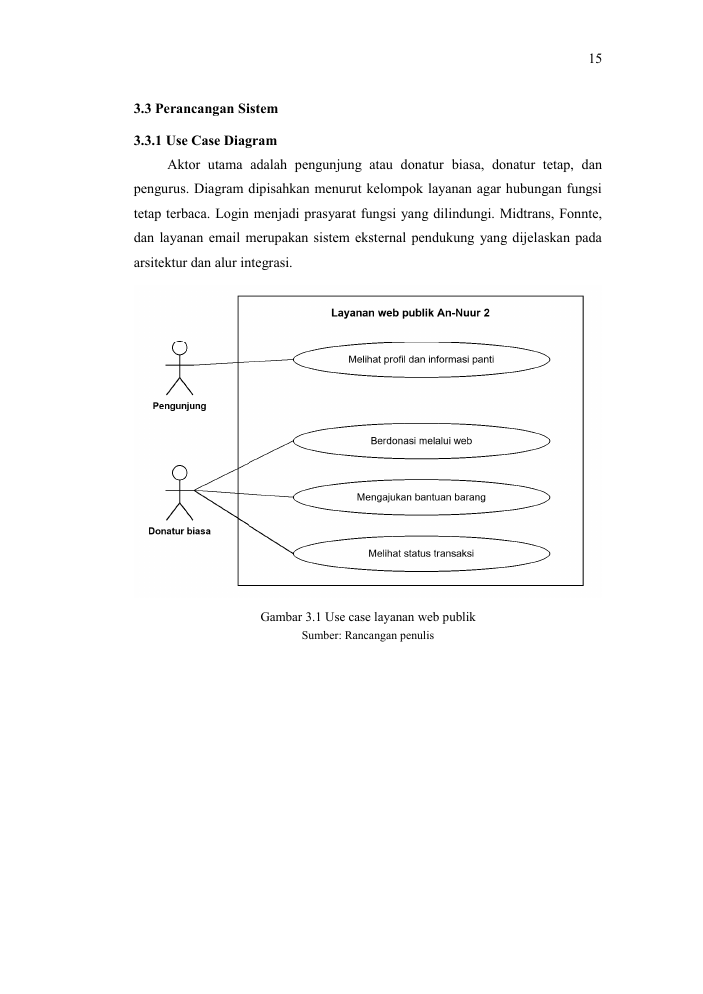 15
3.3 Perancangan Sistem
3.3.1 Use Case Diagram
Aktor utama adalah pengunjung atau donatur biasa, donatur tetap, dan
pengurus. Diagram dipisahkan menurut kelompok layanan agar hubungan fungsi
tetap terbaca. Login menjadi prasyarat fungsi yang dilindungi. Midtrans, Fonnte,
dan layanan email merupakan sistem eksternal pendukung yang dijelaskan pada
arsitektur dan alur integrasi.
Layanan web publik An-Nuur 2
Melihat profil dan informasi panti
Pengunjung
Berdonasi melalui web
Mengajukan bantuan barang
Donatur biasa
Melihat status transaksi
Gambar 3.1 Use case layanan web publik
Sumber: Rancangan penulis